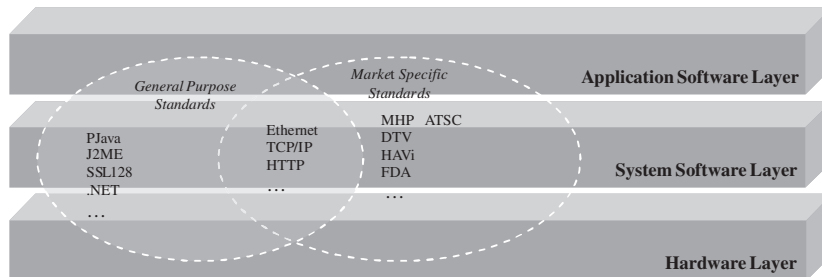 General Purpose
Standards
Market Specific
Standards
Application Software Layer
PJava
J2ME
SSL128
.NET
...
Ethernet
TCP/IP
HTTP
...
MHP ATSC
DTV
HAVi
FDA
...
System Software Layer
Hardware Layer